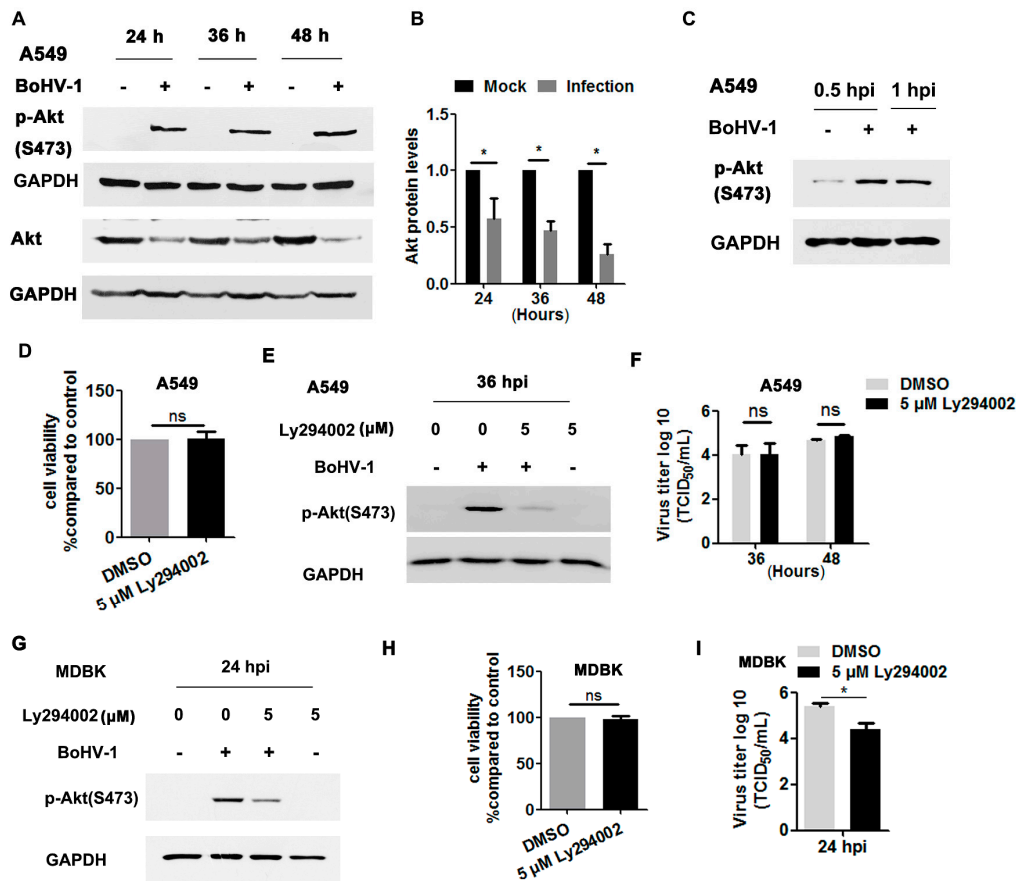 A
24 h 36 h 48 h
A549
BoHV-1 - + - + - +
p-Akt
(S473)
GAPDH
Akt
GAPDH
B
Mock Infection
Akt protein levels
1.0
0.5
0.0
* * *
24 36 48
(Hours)
C
A549 0.5 hpi 1 hpi
BoHV-1 - + +
p-Akt
(S473)
GAPDH
D
A549
cell viability
%compared to control
150
100
50
0
ns
DMSO
5 µM Ly294002
E
A549 36 hpi
Ly294002 (µM) 0 0 5 5
BoHV-1 - + + -
p-Akt(S473)
GAPDH
F
A549
DMSO
5 µM Ly294002
Virus titer log 10
(TCID50/mL)
6
4
2
0
ns ns
36 48
(Hours)
G
MDBK 24 hpi
Ly294002 (µM) 0 0 5 5
BoHV-1 - + + -
p-Akt(S473)
GAPDH
H
MDBK
cell viability
%compared to control
150
100
50
0
ns
DMSO
5 µM Ly294002
I
MDBK
DMSO
5 µM Ly294002
Virus titer log 10
(TCID50/mL)
6
4
2
0
*
24 hpi